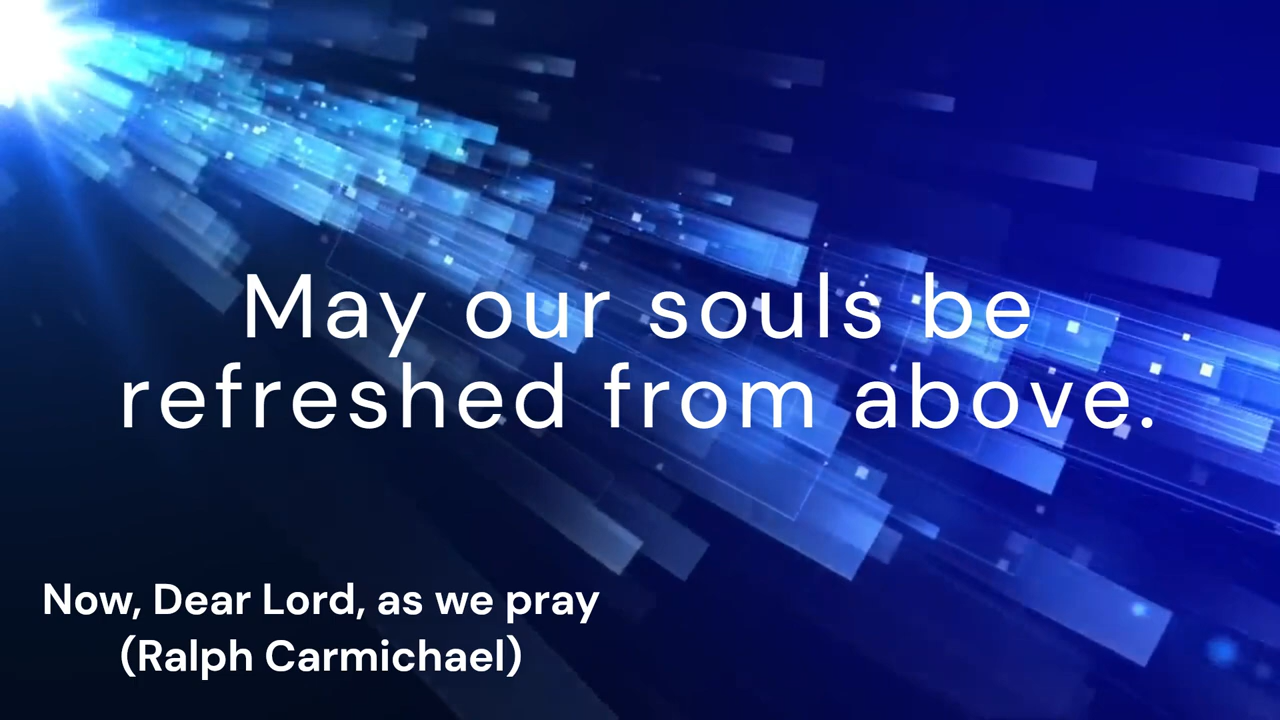 May our souls be
refreshed from above.
Now, Dear Lord, as we pray
(Ralph Carmichael)